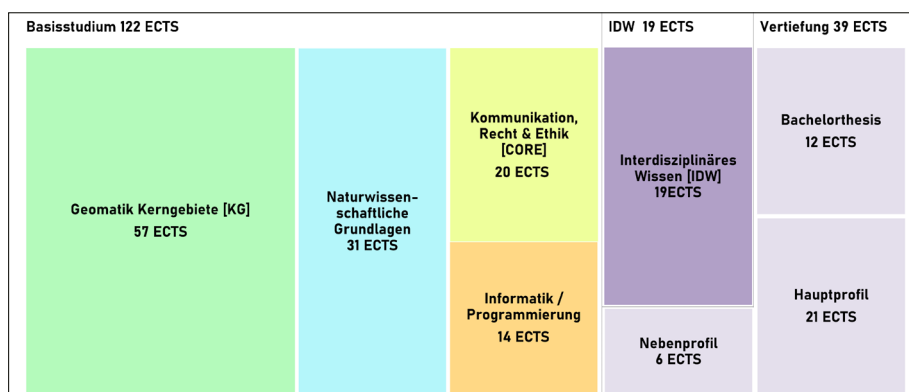 Basisstudium 122 ECTS
IDW 19 ECTS
Vertiefung 39 ECTS
Geomatik Kerngebiete [KG]
57 ECTS
Naturwissen-
schaftliche
Grundlagen
31 ECTS
Kommunikation,
Recht & Ethik
[CORE]
20 ECTS
Informatik /
Programmierung
14 ECTS
Interdisziplinäres
Wissen [IDW]
19ECTS
Nebenprofil
6 ECTS
Bachelorthesis
12 ECTS
Hauptprofil
21 ECTS